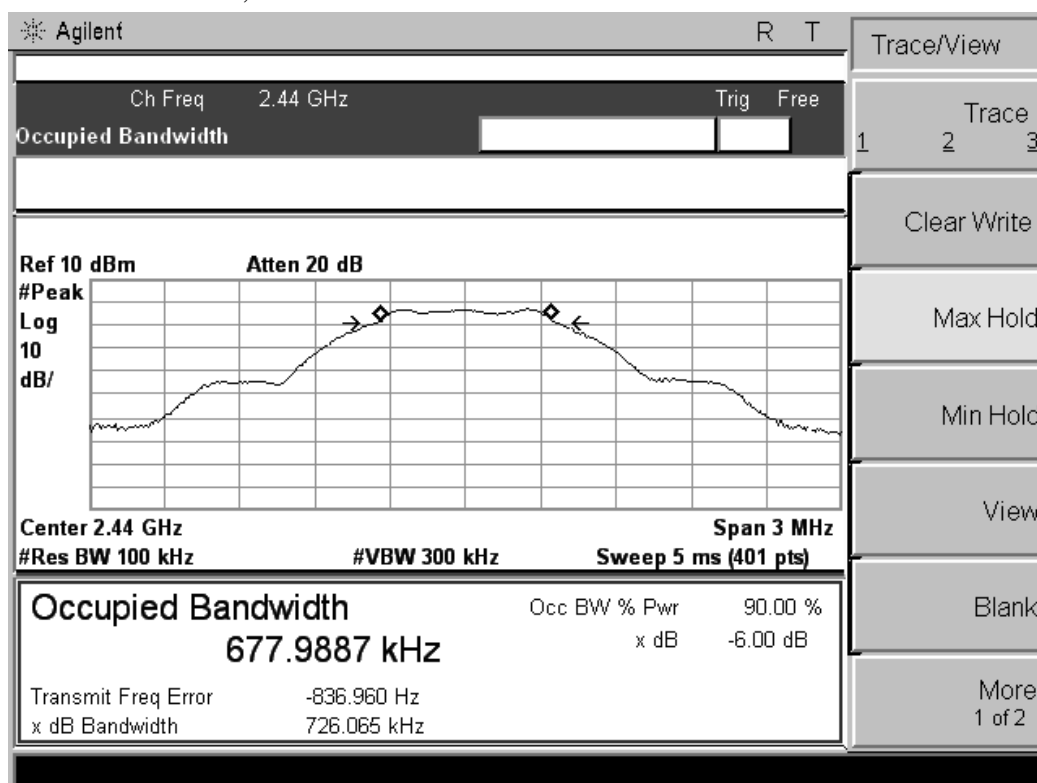 Agilent R T
Trace/View
Ch Freq 2.44 GHz Trig Free
Occupied Bandwidth
Trace
1 2 3
Clear Write
Ref 10 dBm Atten 20 dB
#Peak
Log
10
dB/
Max Hold
Min Hold
View
Center 2.44 GHz Span 3 MHz
#Res BW 100 kHz #VBW 300 kHz Sweep 5 ms (401 pts)
Occupied Bandwidth Occ BW % Pwr 90.00 %
677.9887 kHz x dB -6.00 dB
Blank
Transmit Freq Error -836.960 Hz
x dB Bandwidth 726.065 kHz
More
1 of 2